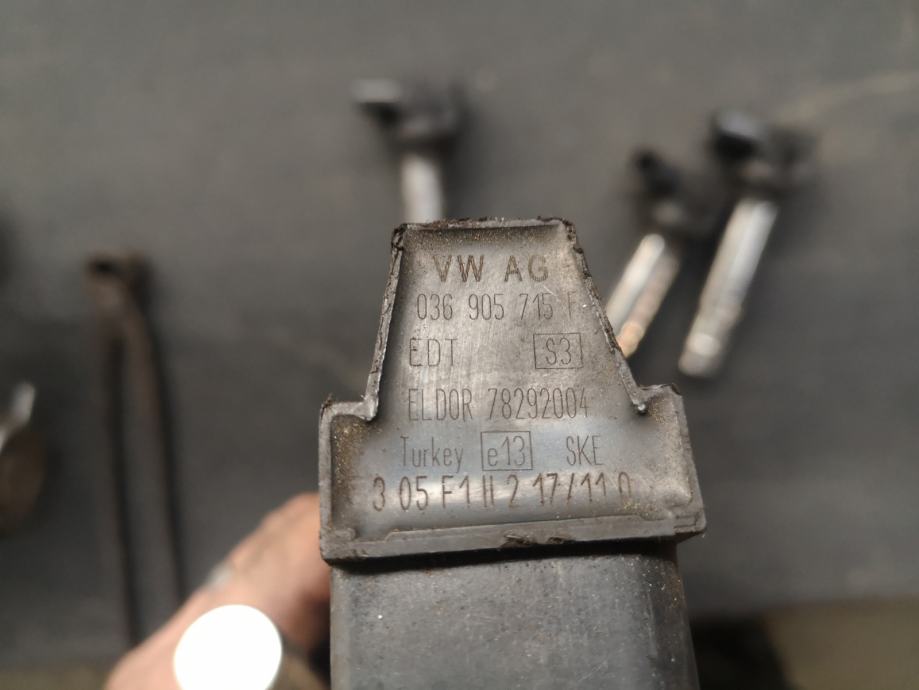 VW AG
036 905 715 F
EDT S3
ELDOR 78292004
Turkey e13 SKE
3 05 F1 II 2 17/11 0